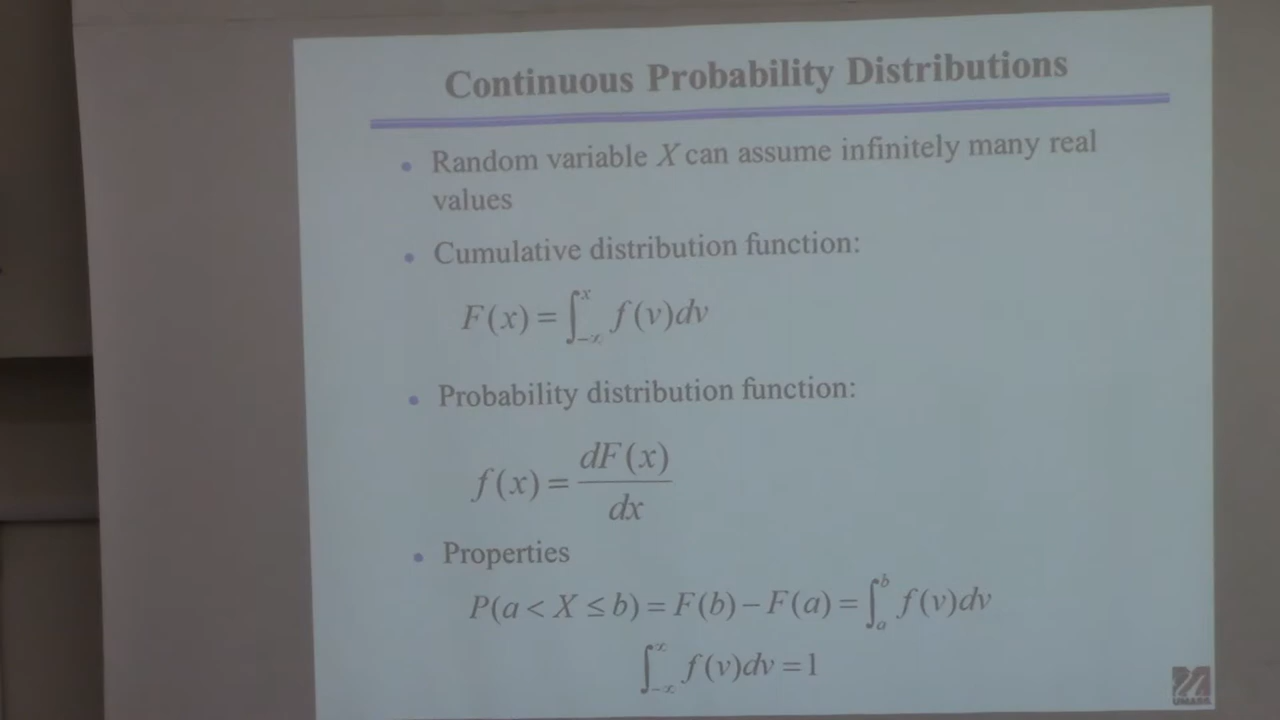 Continuous Probability Distributions
• Random variable X can assume infinitely many real
values
• Cumulative distribution function:
F(x) = ∫_{-∞}^{x} f(v)dv
• Probability distribution function:
f(x) = dF(x)/dx
• Properties
P(a < X ≤ b) = F(b) − F(a) = ∫_{a}^{b} f(v)dv
∫_{-∞}^{∞} f(v)dv = 1
UMASS